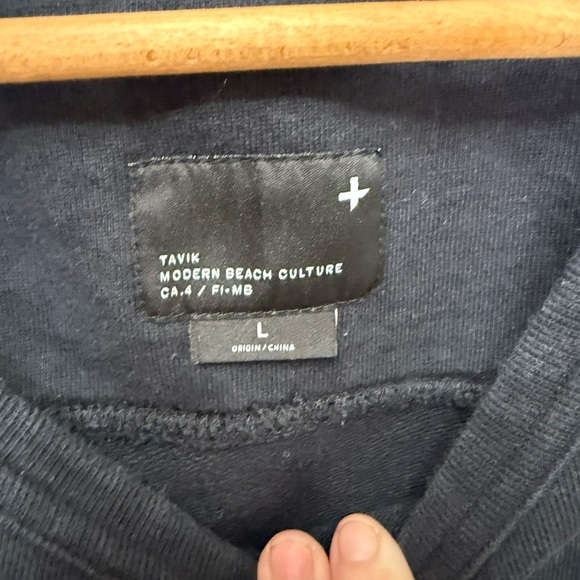 TAVIK
MODERN BEACH CULTURE
CA.4 / FI-MB
L
ORIGIN/CHINA